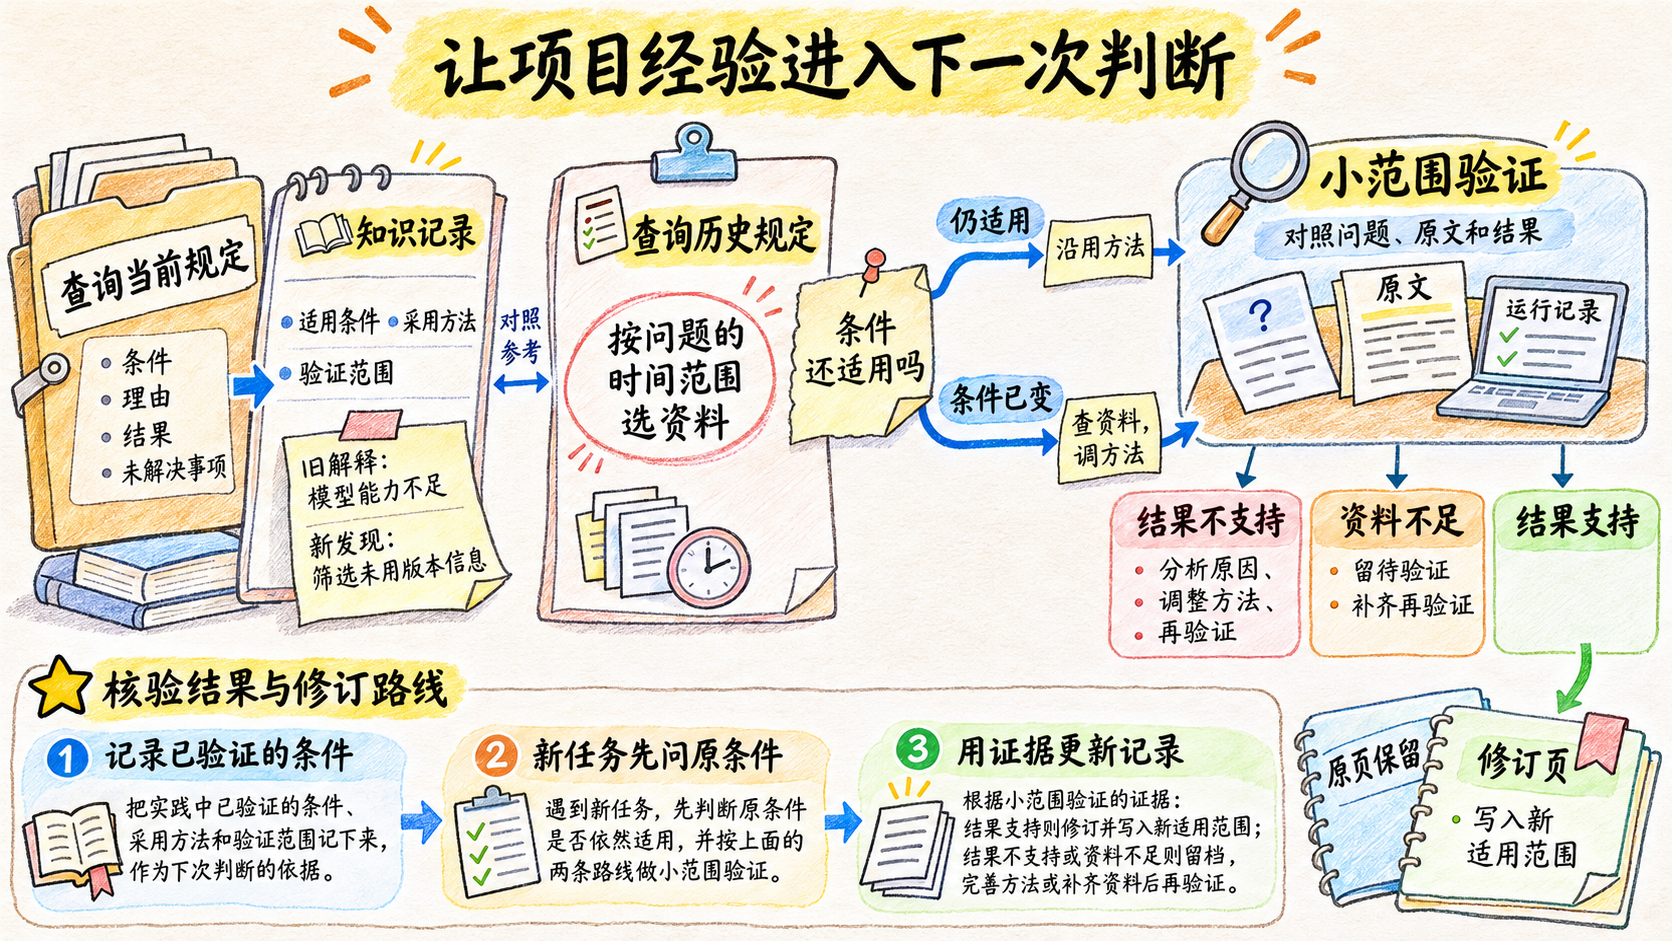 让项目经验进入下一次判断
查询当前规定
• 条件
• 理由
• 结果
• 未解决事项
知识记录
• 适用条件 • 采用方法
• 验证范围
旧解释：
模型能力不足
新发现：
筛选未用版本信息
对照
参考
查询历史规定
按问题的
时间范围
选资料
条件
还适用吗
仍适用
沿用方法
条件已变
查资料，
调方法
小范围验证
对照问题、原文和结果
?
原文
运行记录
结果不支持
• 分析原因、
• 调整方法、
• 再验证
资料不足
• 留待验证
• 补齐再验证
结果支持
原页保留
修订页
• 写入新
适用范围
核验结果与修订路线
1 记录已验证的条件
把实践中已验证的条件、
采用方法和验证范围记下来，
作为下次判断的依据。
2 新任务先问原条件
遇到新任务，先判断原条件
是否依然适用，并按上面的
两条路线做小范围验证。
3 用证据更新记录
根据小范围验证的证据：
结果支持则修订并写入新适用范围；
结果不支持或资料不足则留档，
完善方法或补齐资料后再验证。